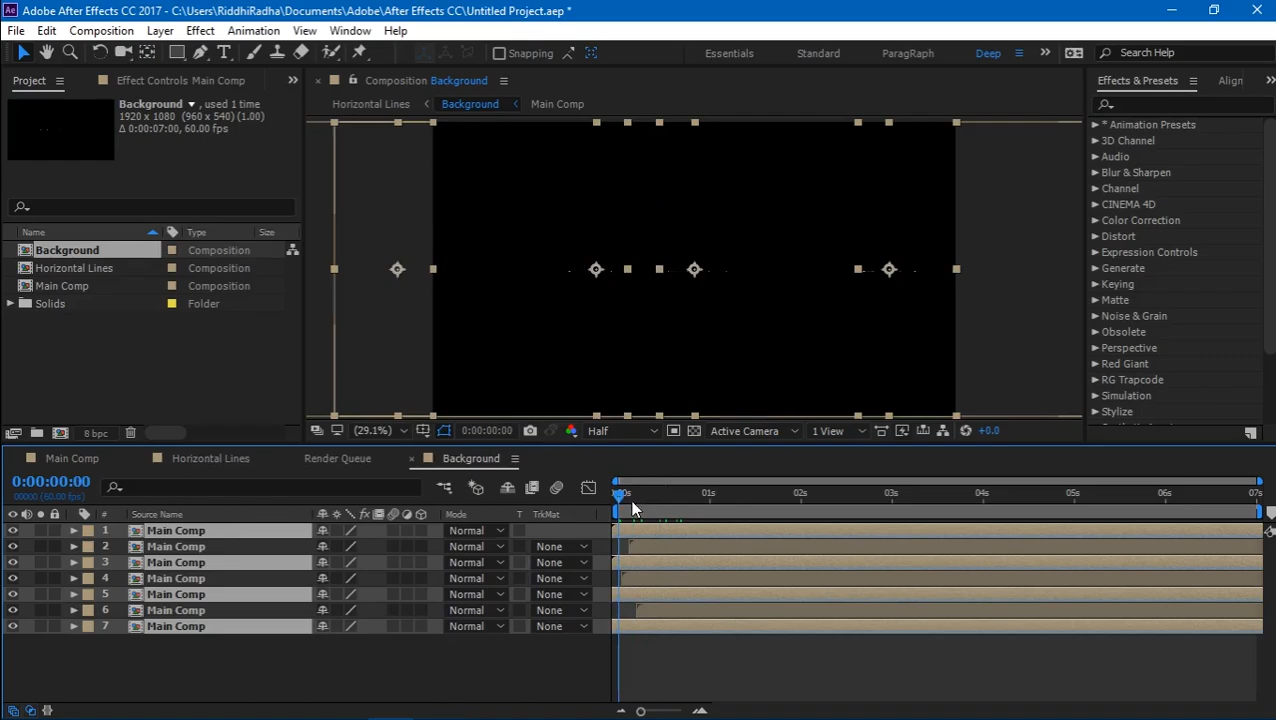 Adobe After Effects CC 2017 - C:\Users\RiddhiRadha\Documents\Adobe\After Effects CC\Untitled Project.aep *
File Edit Composition Layer Effect Animation View Window Help
Snapping Essentials Standard ParagRaph Deep Search Help
Project Effect Controls Main Comp Composition Background Effects & Presets Align
Horizontal Lines Background Main Comp
Background , used 1 time
1920 x 1080 (960 x 540) (1.00)
Δ 0:00:07:00, 60.00 fps
Name Type Size
Background Composition
Horizontal Lines Composition
Main Comp Composition
Solids Folder
* Animation Presets
3D Channel
Audio
Blur & Sharpen
Channel
CINEMA 4D
Color Correction
Distort
Expression Controls
Generate
Keying
Matte
Noise & Grain
Obsolete
Perspective
Red Giant
RG Trapcode
Simulation
Stylize
8 bpc (29.1%) 0:00:00:00 Half Active Camera 1 View +0.0
Main Comp Horizontal Lines Render Queue Background
0:00:00:00
00000 (60.00 fps)
:00s 01s 02s 03s 04s 05s 06s 07s
# Source Name Mode T TrkMat
1 Main Comp Normal
2 Main Comp Normal None
3 Main Comp Normal None
4 Main Comp Normal None
5 Main Comp Normal None
6 Main Comp Normal None
7 Main Comp Normal None